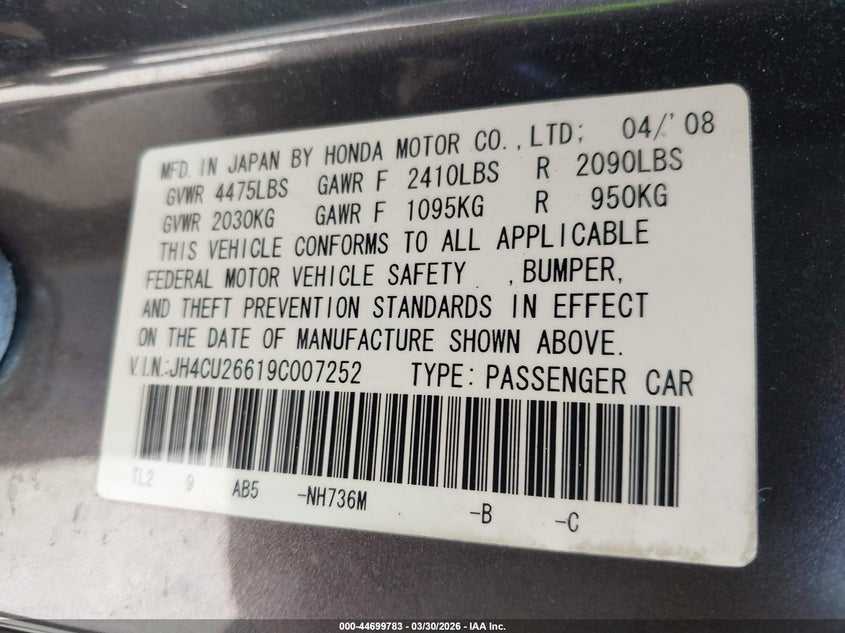 MFD. IN JAPAN BY HONDA MOTOR CO., LTD; 04/'08
GVWR 4475LBS GAWR F 2410LBS R 2090LBS
GVWR 2030KG GAWR F 1095KG R 950KG
THIS VEHICLE CONFORMS TO ALL APPLICABLE
FEDERAL MOTOR VEHICLE SAFETY , BUMPER,
AND THEFT PREVENTION STANDARDS IN EFFECT
ON THE DATE OF MANUFACTURE SHOWN ABOVE.
V.I.N.:JH4CU26619C007252 TYPE: PASSENGER CAR
TL2 9 AB5 -NH736M -B -C
000-44699783 — 03/30/2026 — IAA Inc.